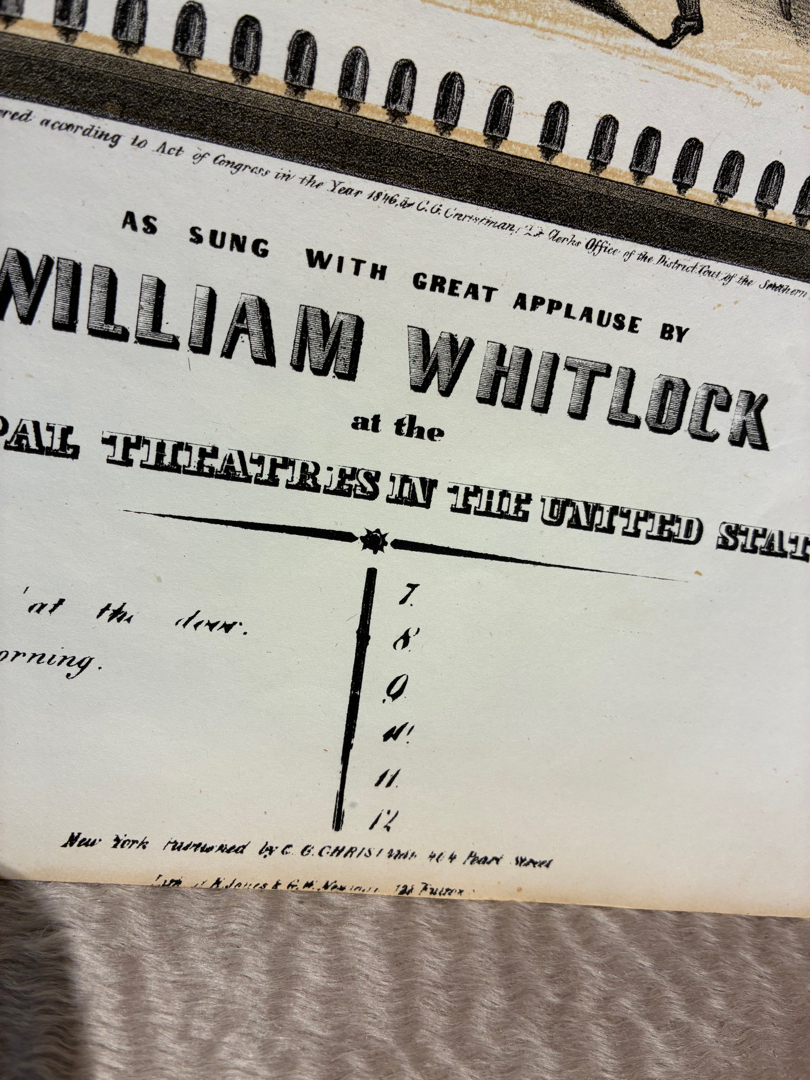 ered according to Act of Congress in the Year 1846, by C. G. Christman, Clerks Office of the District Court of the Southern
AS SUNG WITH GREAT APPLAUSE BY
WILLIAM WHITLOCK
at the
PAL THEATRES IN THE UNITED STAT
'at the door.
orning.
7.
8.
9.
11.
12
New York Published by C. G. CHRISTMAN 404 Pearl Street
Fulton